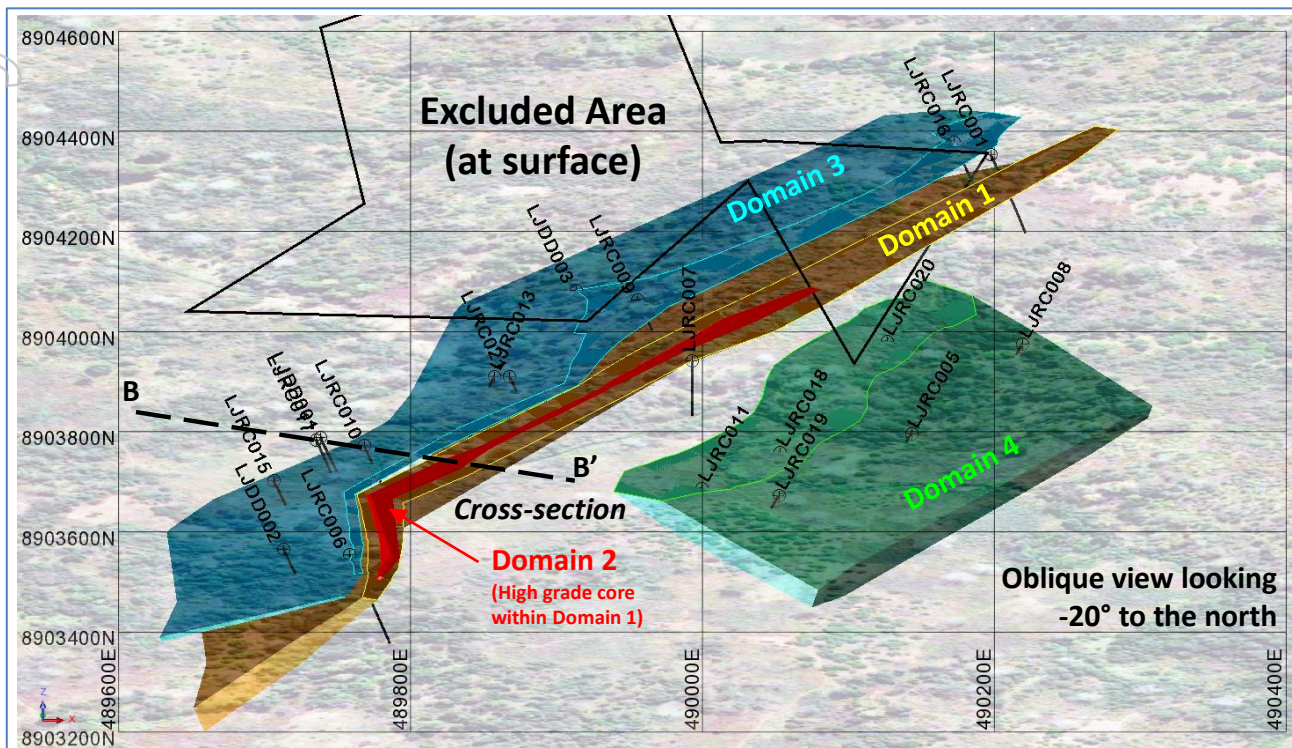 8904600N
8904400N
8904200N
8904000N
8903800N
8903600N
8903400N
8903200N
Excluded Area
(at surface)
LJRC016
LJRC001
Domain 3
Domain 1
LJDD003
LJRC009
LJRC007
LJRC020
LJRC008
LJRC013
B
LJRC010
LJRC015
LJDD002
LJRC006
B’
Cross-section
LJRC011
LJRC018
LJRC019
LJRC005
Domain 4
Domain 2
(High grade core
within Domain 1)
Oblique view looking
-20° to the north
Z
X
489600E
489800E
490000E
490200E
490400E